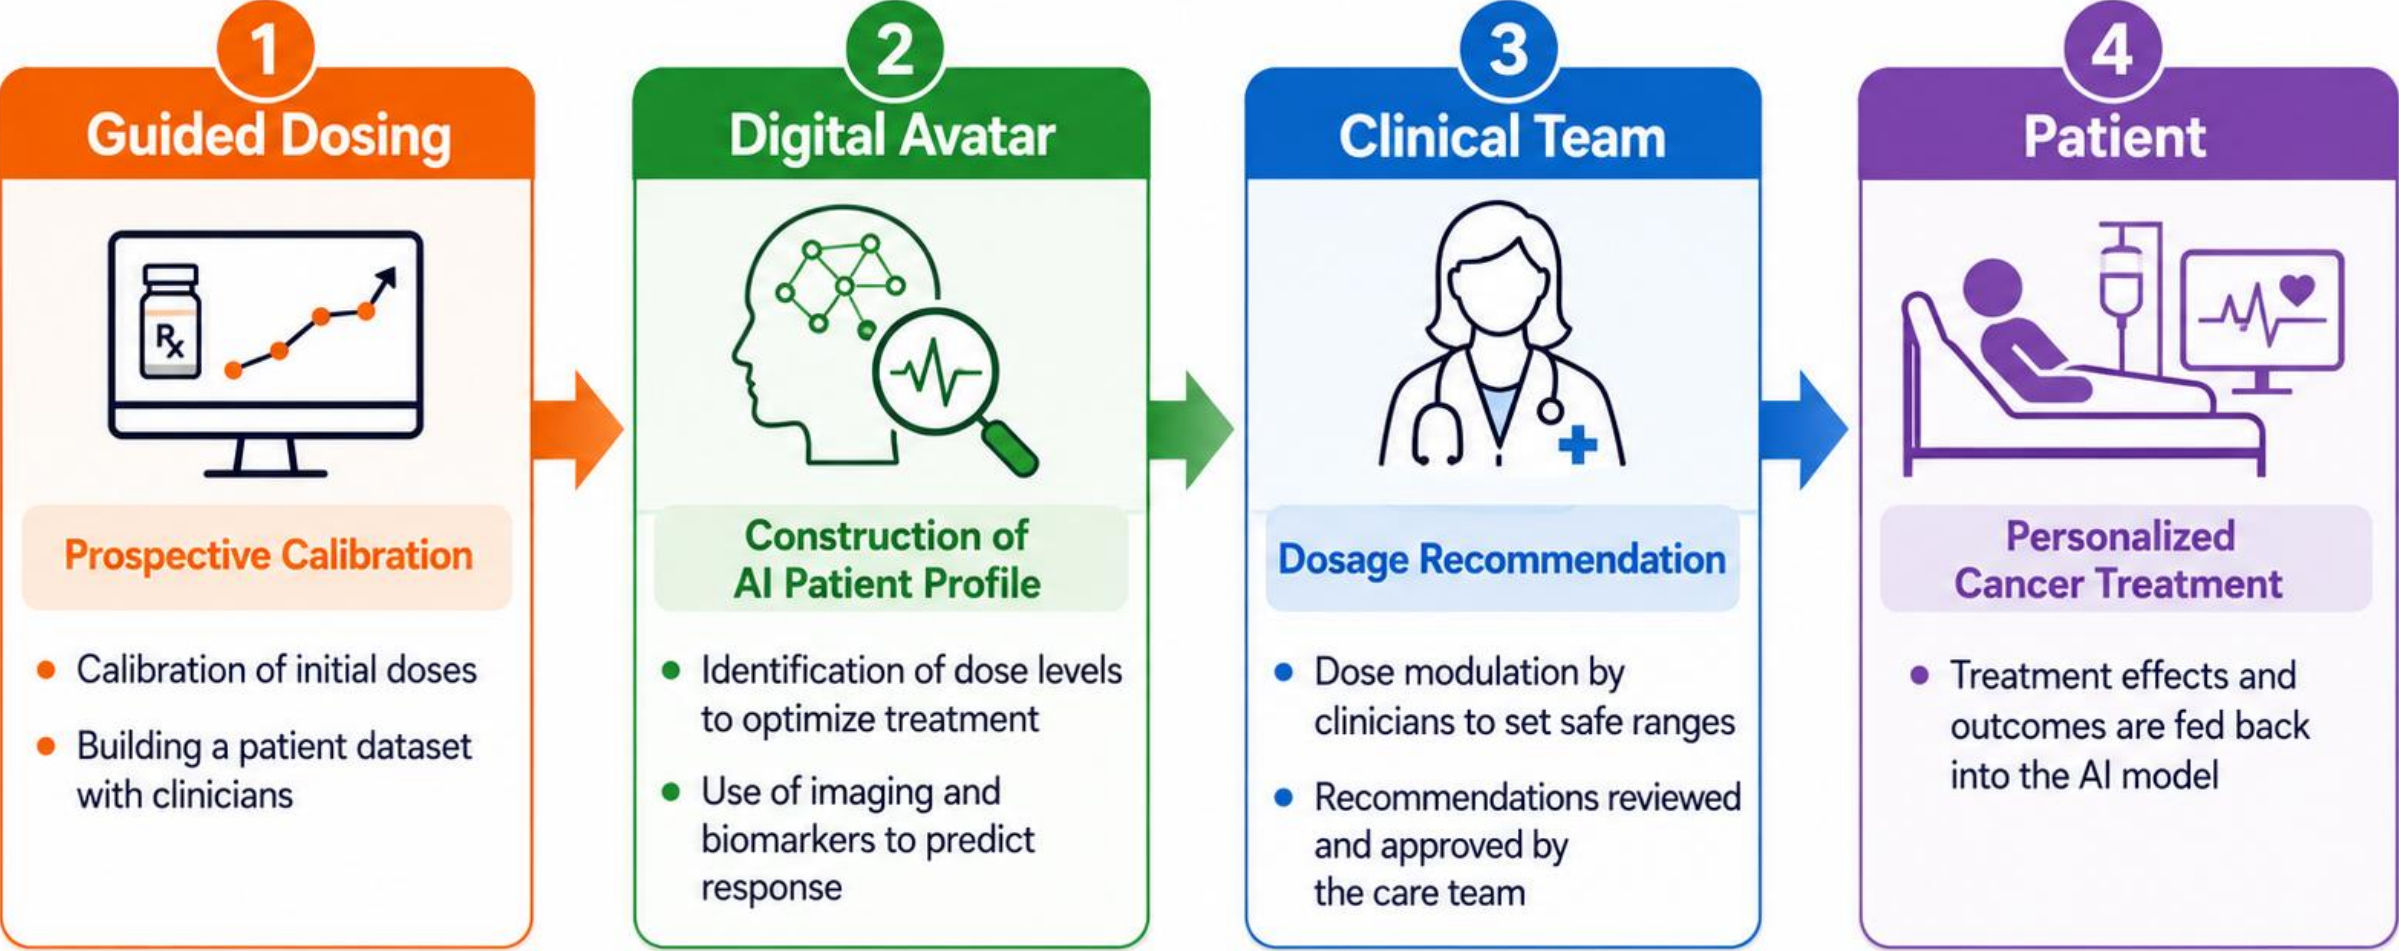 1
Guided Dosing
Rx
Prospective Calibration
Calibration of initial doses
Building a patient dataset
with clinicians
2
Digital Avatar
Construction of
AI Patient Profile
Identification of dose levels
to optimize treatment
Use of imaging and
biomarkers to predict
response
3
Clinical Team
Dosage Recommendation
Dose modulation by
clinicians to set safe ranges
Recommendations reviewed
and approved by
the care team
4
Patient
Personalized
Cancer Treatment
Treatment effects and
outcomes are fed back
into the AI model